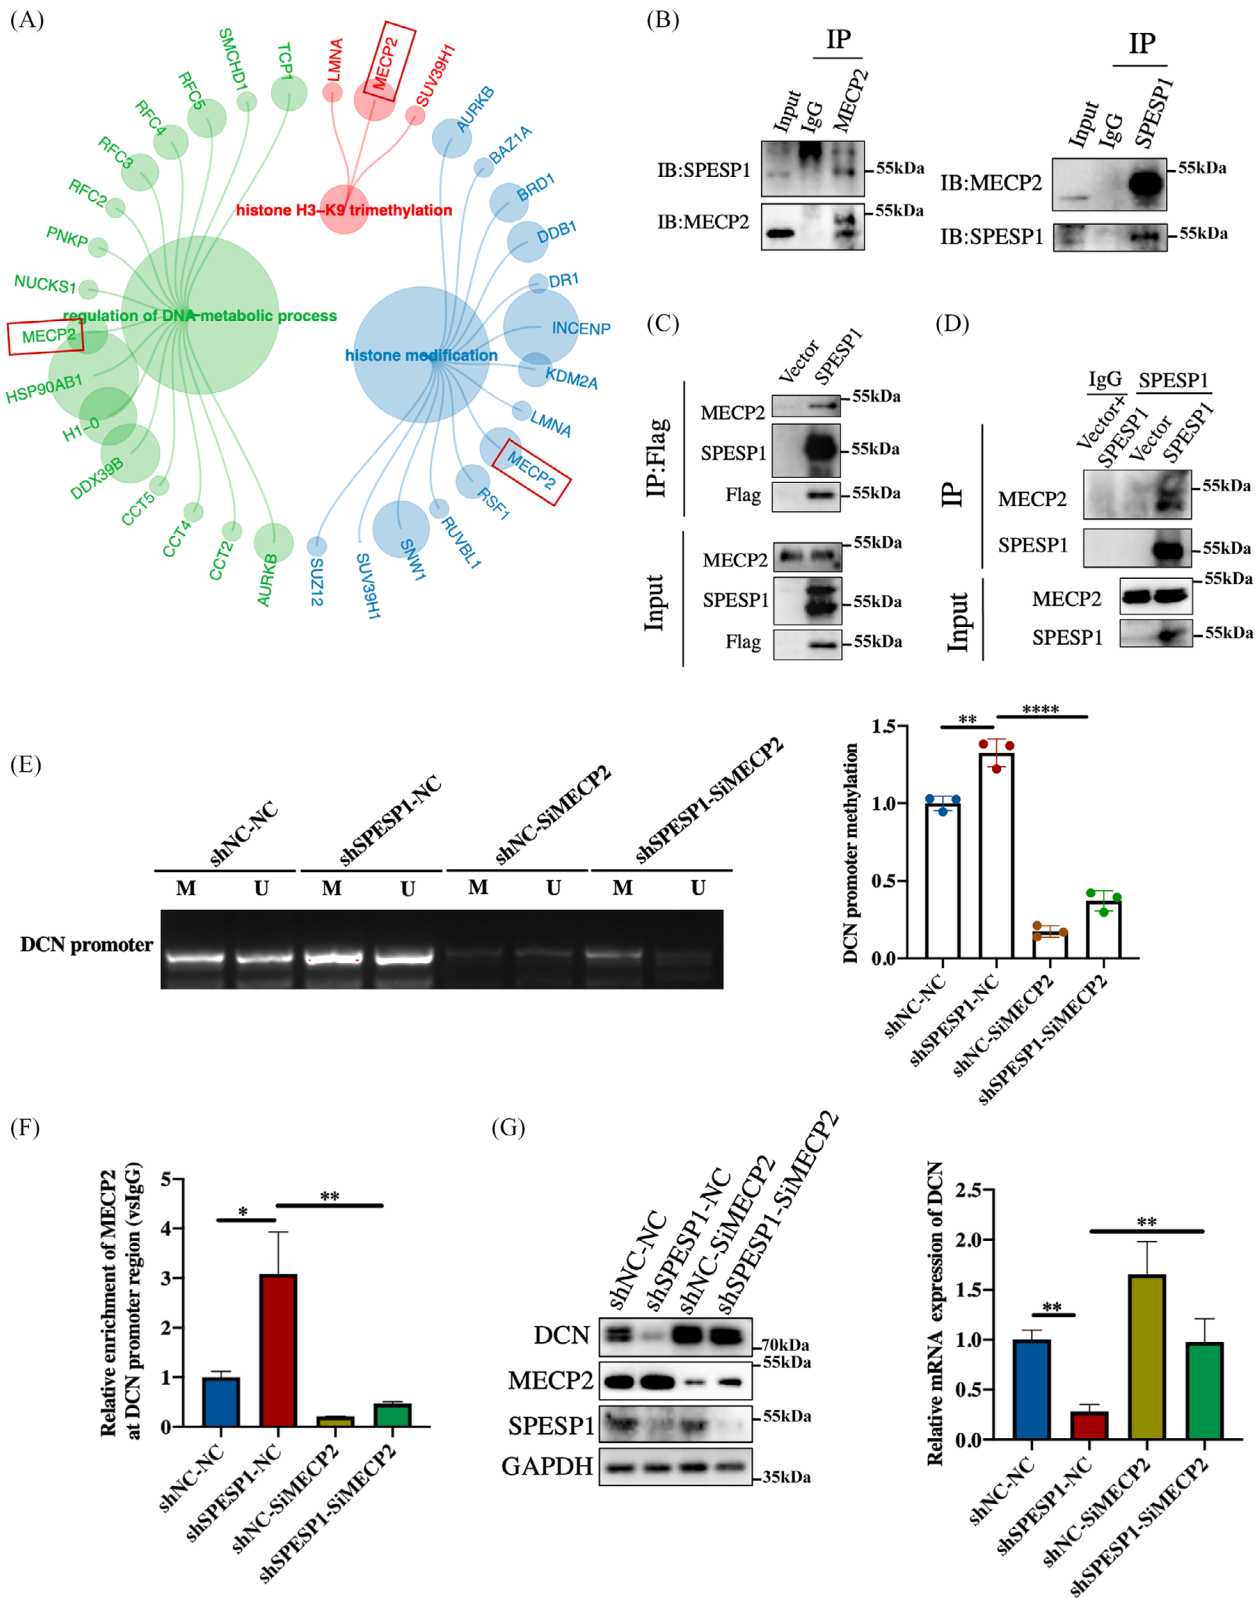 (A)
SMCHD1
TCP1
LMNA
MECP2
SUV39H1
RFC5
RFC4
RFC3
RFC2
PNKP
NUCKS1
MECP2
HSP90AB1
H1-0
DDX39B
CCT5
CCT4
CCT2
AURKB
histone H3-K9 trimethylation
regulation of DNA metabolic process
histone modification
AURKB
BAZ1A
BRD1
DDB1
DR1
INCENP
KDM2A
LMNA
MECP2
RSF1
RUVBL1
SNW1
SUV39H1
SUZ12
(B)
IP
Input
IgG
MECP2
IB:SPESP1
55kDa
IB:MECP2
55kDa
IP
Input
IgG
SPESP1
IB:MECP2
55kDa
IB:SPESP1
55kDa
(C)
Vector
SPESP1
IP:Flag
MECP2
55kDa
SPESP1
55kDa
Flag
55kDa
Input
MECP2
55kDa
SPESP1
55kDa
Flag
55kDa
(D)
IgG
SPESP1
Vector+
SPESP1
Vector
SPESP1
IP
MECP2
55kDa
SPESP1
55kDa
Input
MECP2
55kDa
SPESP1
55kDa
(E)
shNC-NC
shSPESP1-NC
shNC-SiMECP2
shSPESP1-SiMECP2
M U M U M U M U
DCN promoter
DCN promoter methylation
1.5
1.0
0.5
0.0
**
****
shNC-NC
shSPESP1-NC
shNC-SiMECP2
shSPESP1-SiMECP2
(F)
Relative enrichment of MECP2
at DCN promoter region (vsIgG)
5
4
3
2
1
0
*
**
shNC-NC
shSPESP1-NC
shNC-SiMECP2
shSPESP1-SiMECP2
(G)
shNC-NC
shSPESP1-NC
shNC-SiMECP2
shSPESP1-SiMECP2
DCN
70kDa
55kDa
MECP2
SPESP1
55kDa
GAPDH
35kDa
Relative mRNA expression of DCN
2.5
2.0
1.5
1.0
0.5
0.0
**
**
shNC-NC
shSPESP1-NC
shNC-SiMECP2
shSPESP1-SiMECP2